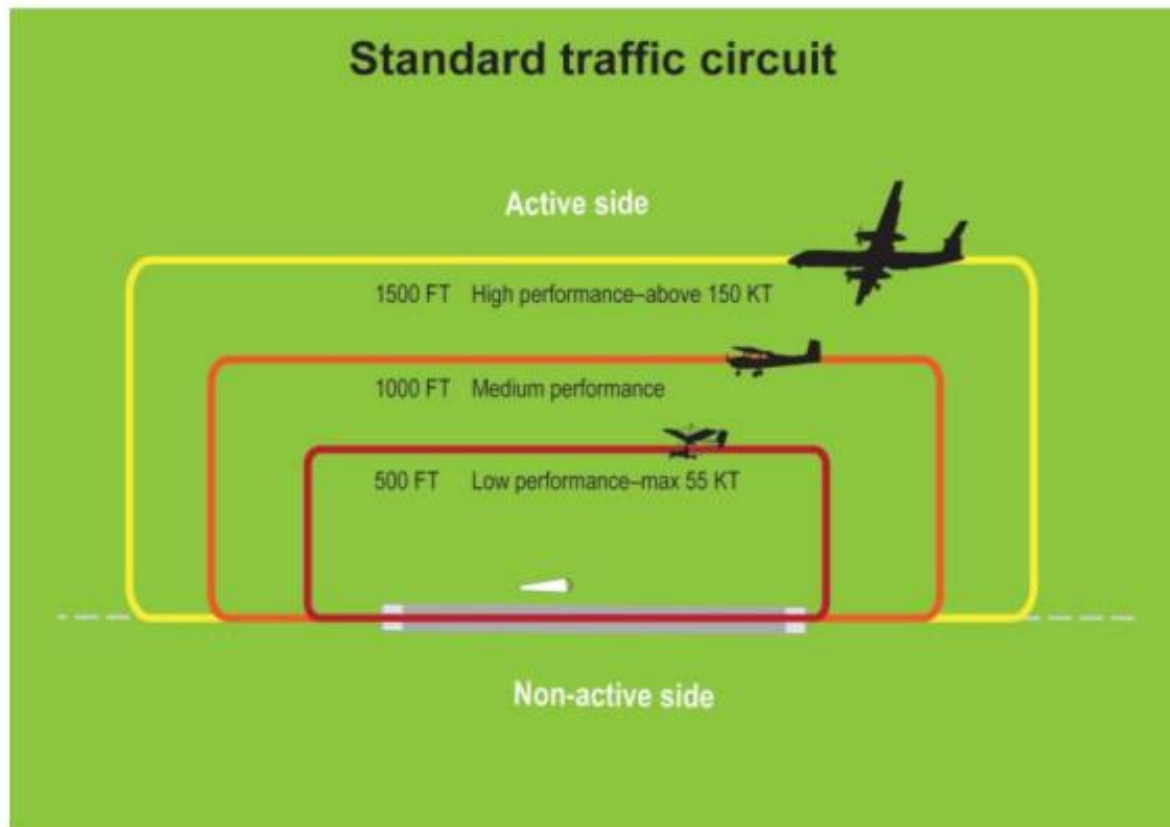 Standard traffic circuit
Active side
1500 FT High performance–above 150 KT
1000 FT Medium performance
500 FT Low performance–max 55 KT
Non-active side